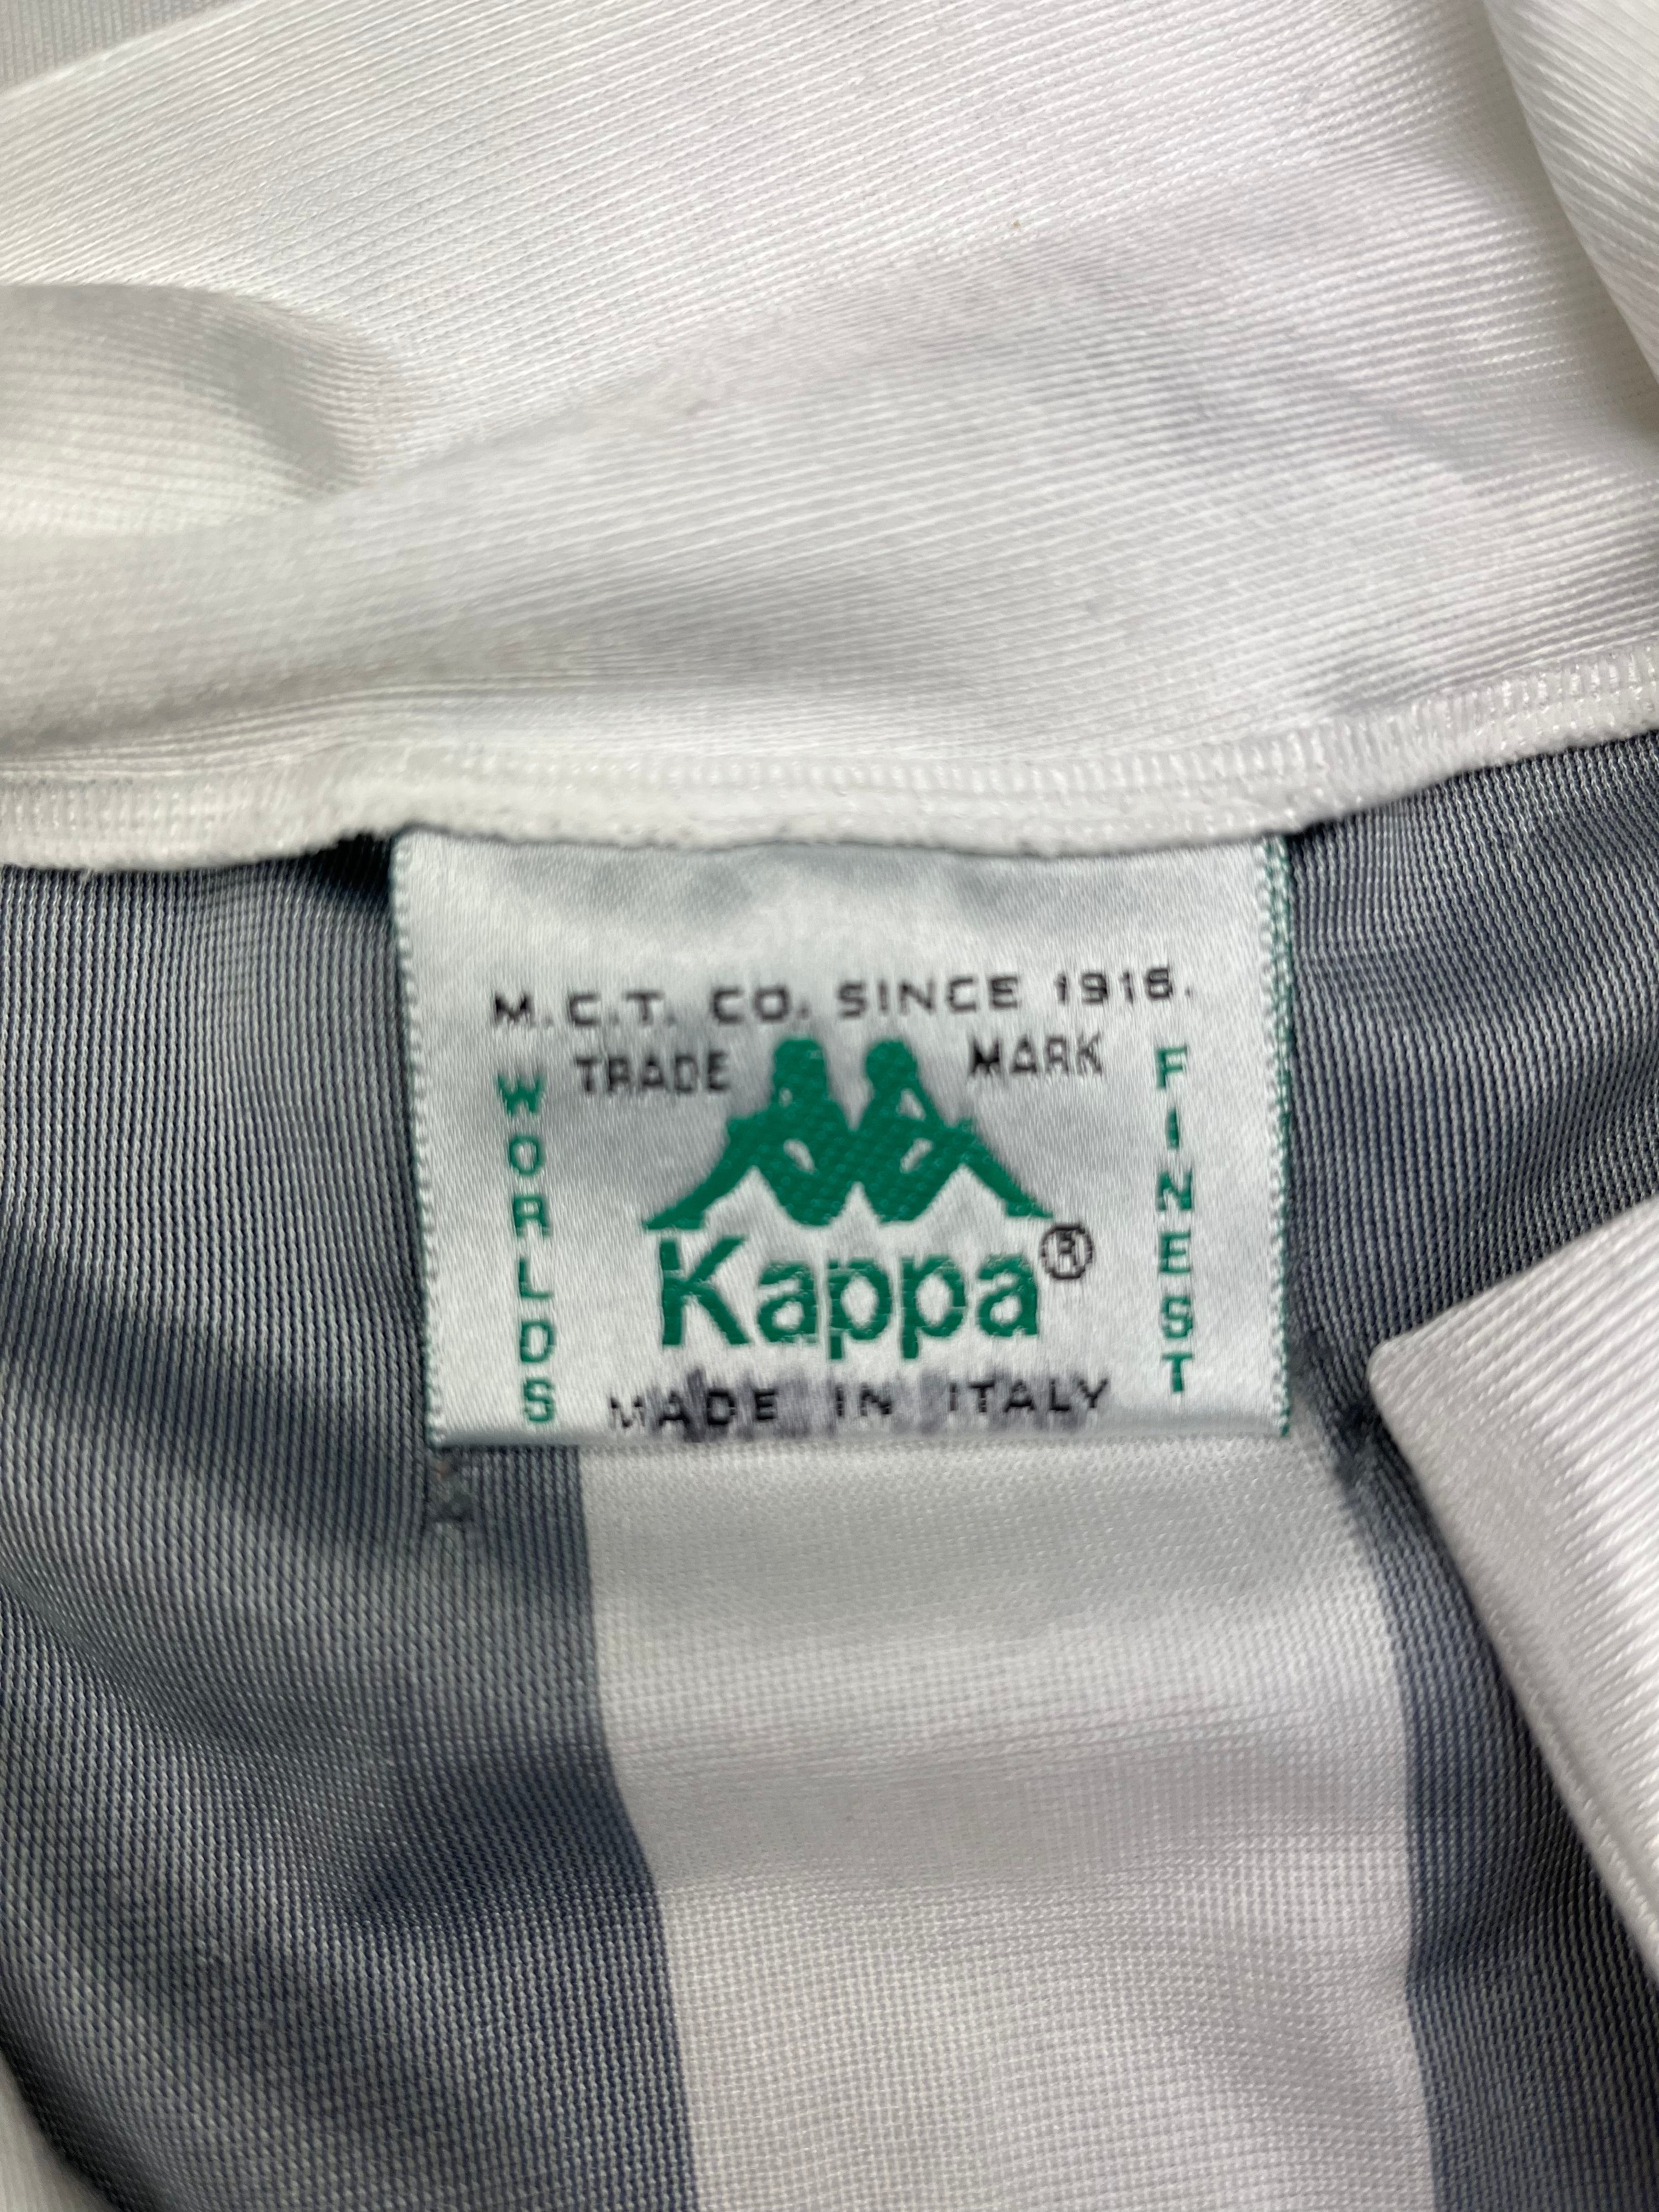 M.C.T. CO. SINCE 1916.
TRADE MARK
WORLDS
FINEST
Kappa®
MADE IN ITALY